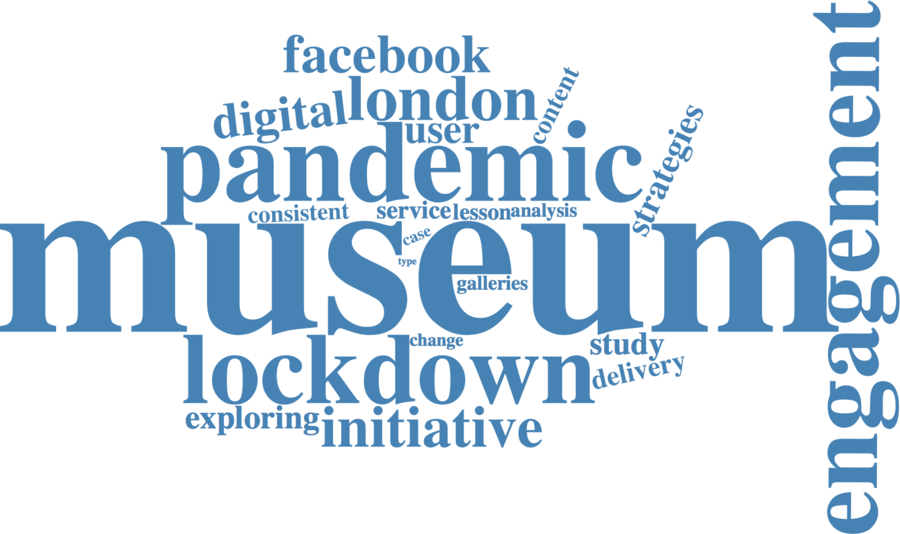 facebook
london
digital
content
user
strategies
pandemic
consistent
service
lesson
analysis
museum
case
type
galleries
engagement
change
study
lockdown
delivery
exploring
initiative